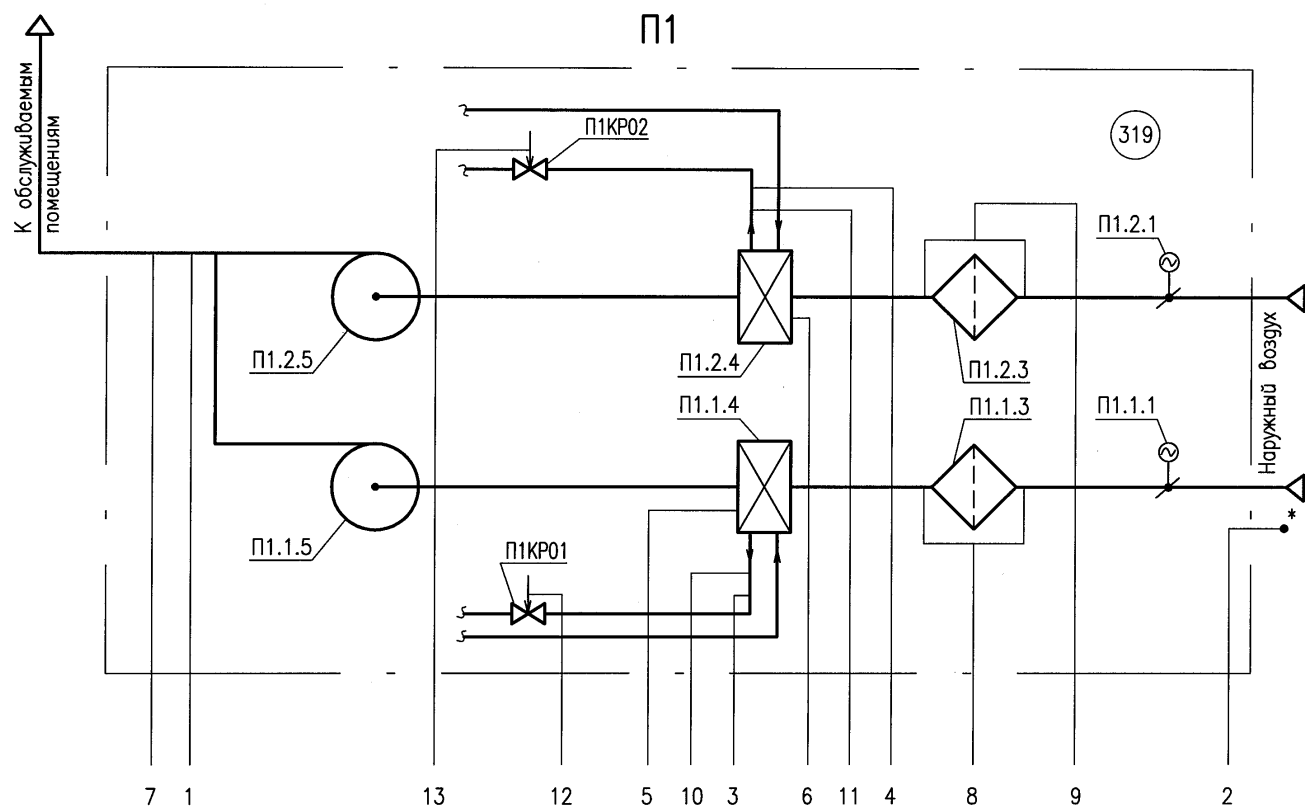 П1
К обслуживаемым
помещениям
П1КР02
319
П1.2.1
П1.2.5
П1.2.4
П1.2.3
Наружный воздух
П1.1.4
П1.1.3
П1.1.1
*
П1.1.5
П1КР01
7 1 13 12 5 10 3 6 11 4 8 9 2